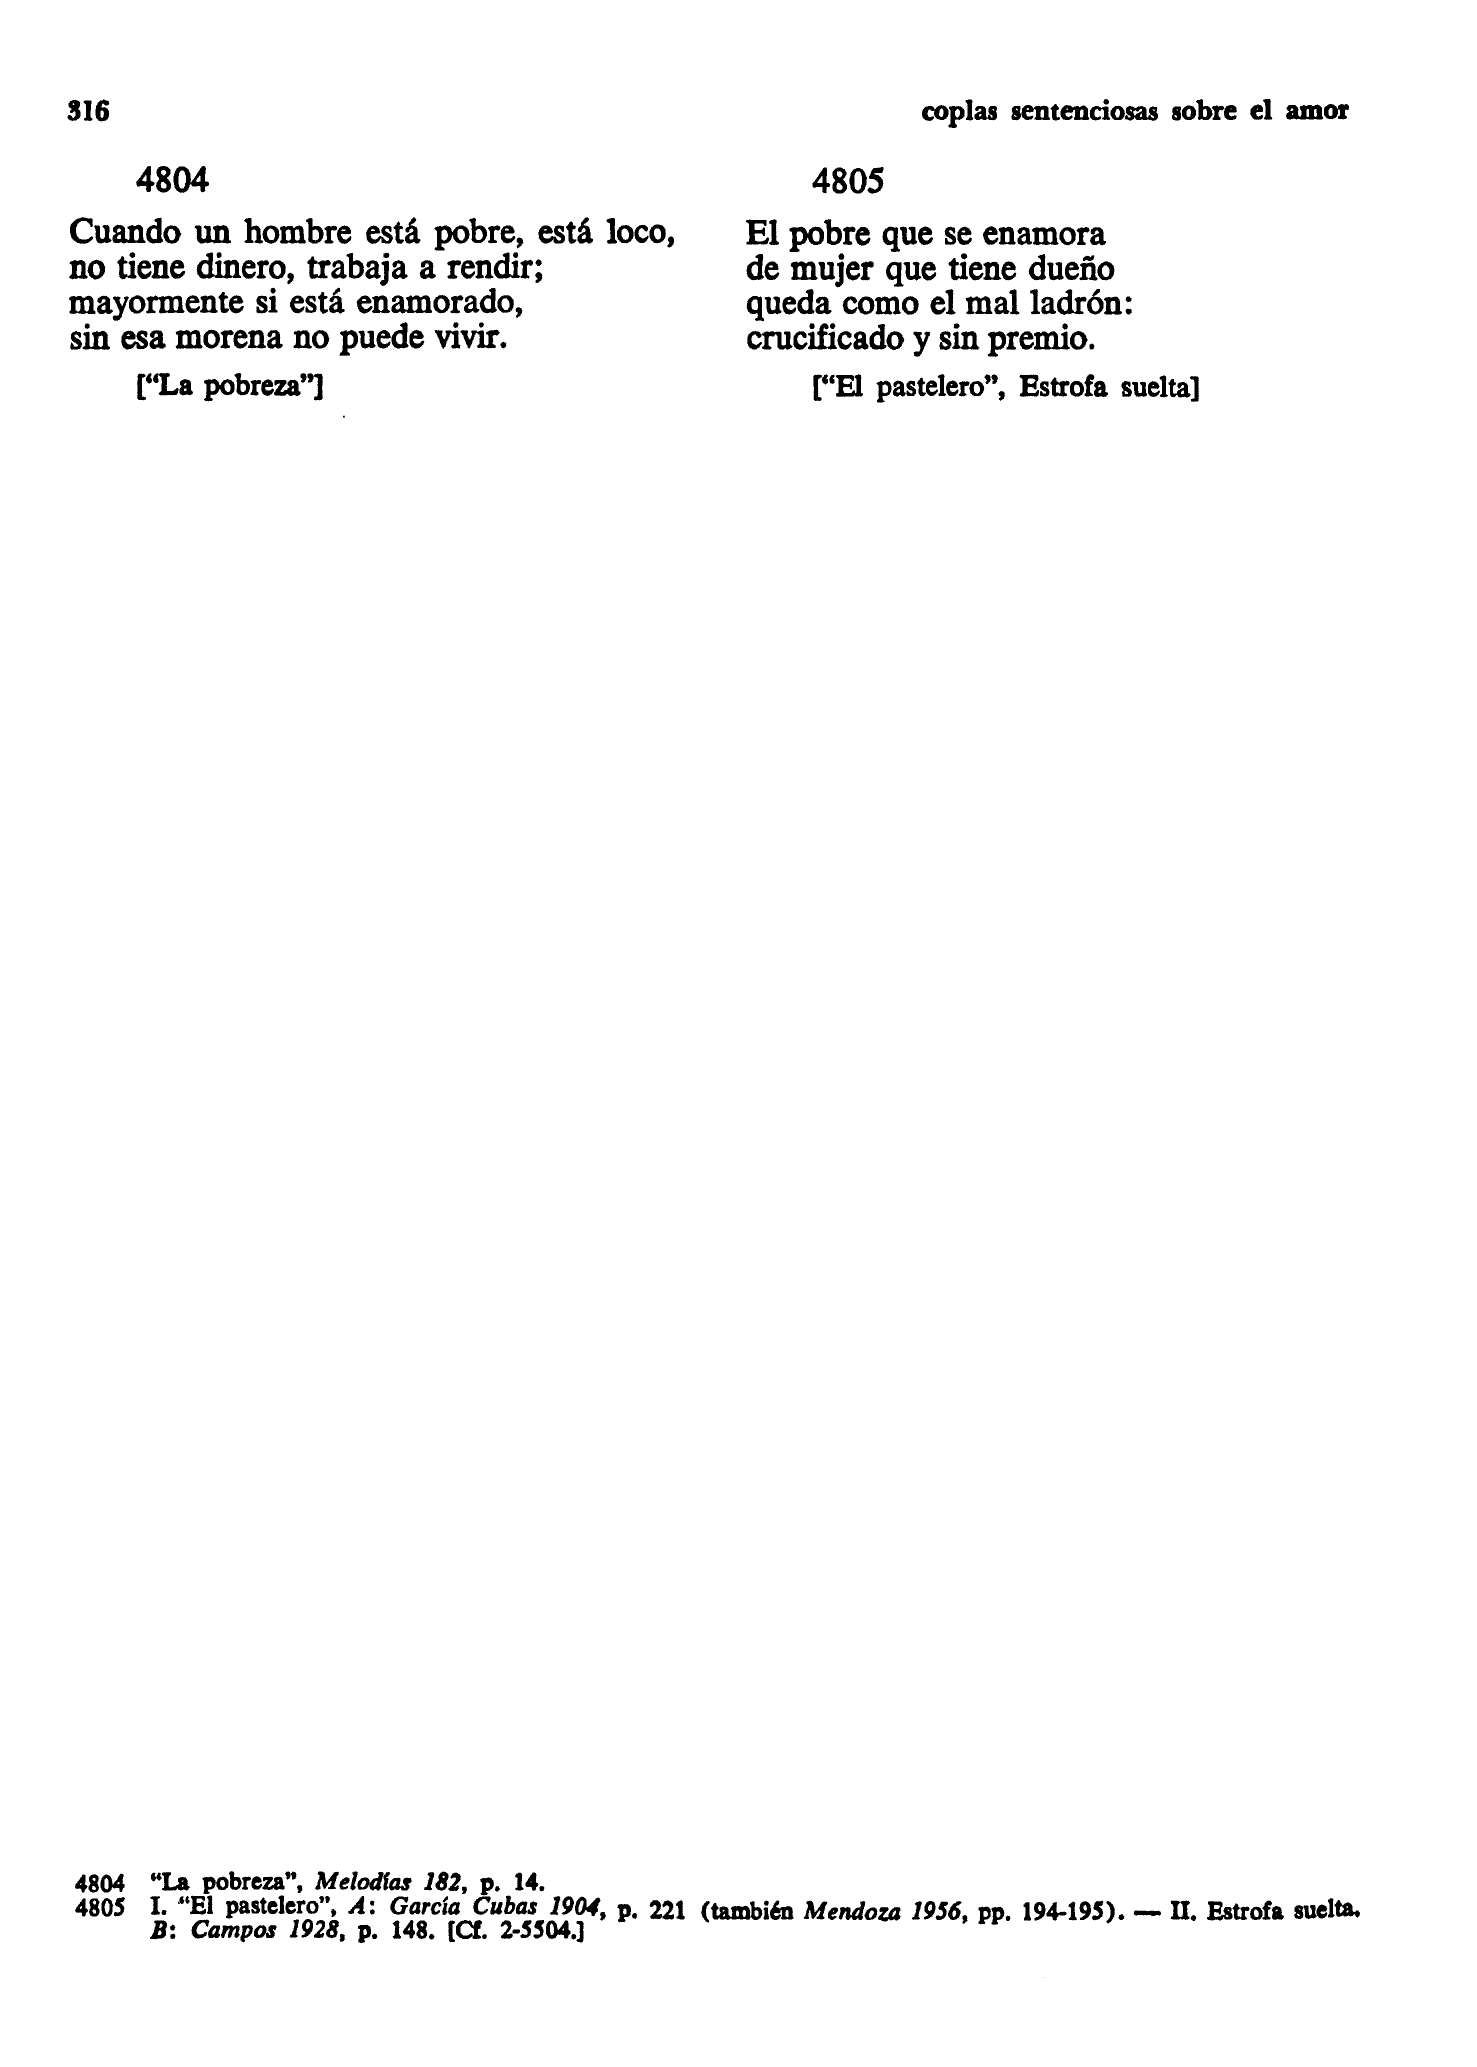 316
coplas sentenciosas sobre el amor
4804
Cuando un hombre está pobre, está loco,
no tiene dinero, trabaja a rendir;
mayormente si está enamorado,
sin esa morena no puede vivir.
[“La pobreza”]
4805
El pobre que se enamora
de mujer que tiene dueño
queda como el mal ladrón:
crucificado y sin premio.
[“El pastelero”, Estrofa suelta]
4804 “La pobreza”, Melodías 182, p. 14.
4805 I. “El pastelero”, A: García Cubas 1904, p. 221 (también Mendoza 1956, pp. 194-195). — II. Estrofa suelta.
B: Campos 1928, p. 148. [Cf. 2-5504.]